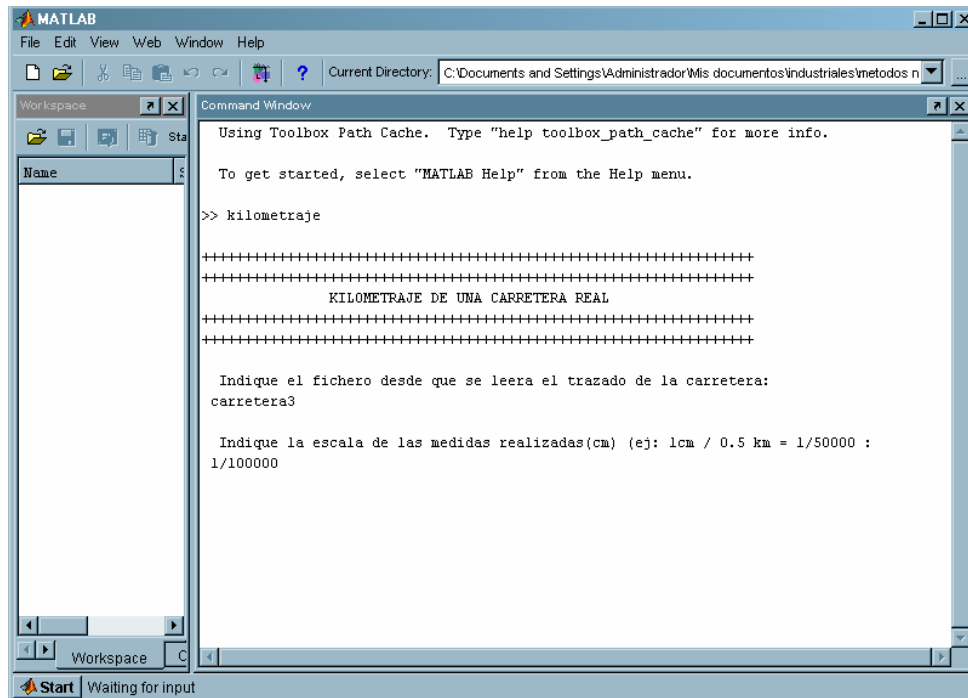 MATLAB
File Edit View Web Window Help
Current Directory: C:\Documents and Settings\Administrador\Mis documentos\industriales\metodos n
...
Workspace
Command Window
Sta
Name S
Using Toolbox Path Cache. Type "help toolbox_path_cache" for more info.
To get started, select "MATLAB Help" from the Help menu.
>> kilometraje
++++++++++++++++++++++++++++++++++++++++++++++++++++++++++++++++
++++++++++++++++++++++++++++++++++++++++++++++++++++++++++++++++
KILOMETRAJE DE UNA CARRETERA REAL
++++++++++++++++++++++++++++++++++++++++++++++++++++++++++++++++
++++++++++++++++++++++++++++++++++++++++++++++++++++++++++++++++
Indique el fichero desde que se leera el trazado de la carretera:
carretera3
Indique la escala de las medidas realizadas(cm) (ej: 1cm / 0.5 km = 1/50000 :
1/100000
Workspace C
Start Waiting for input